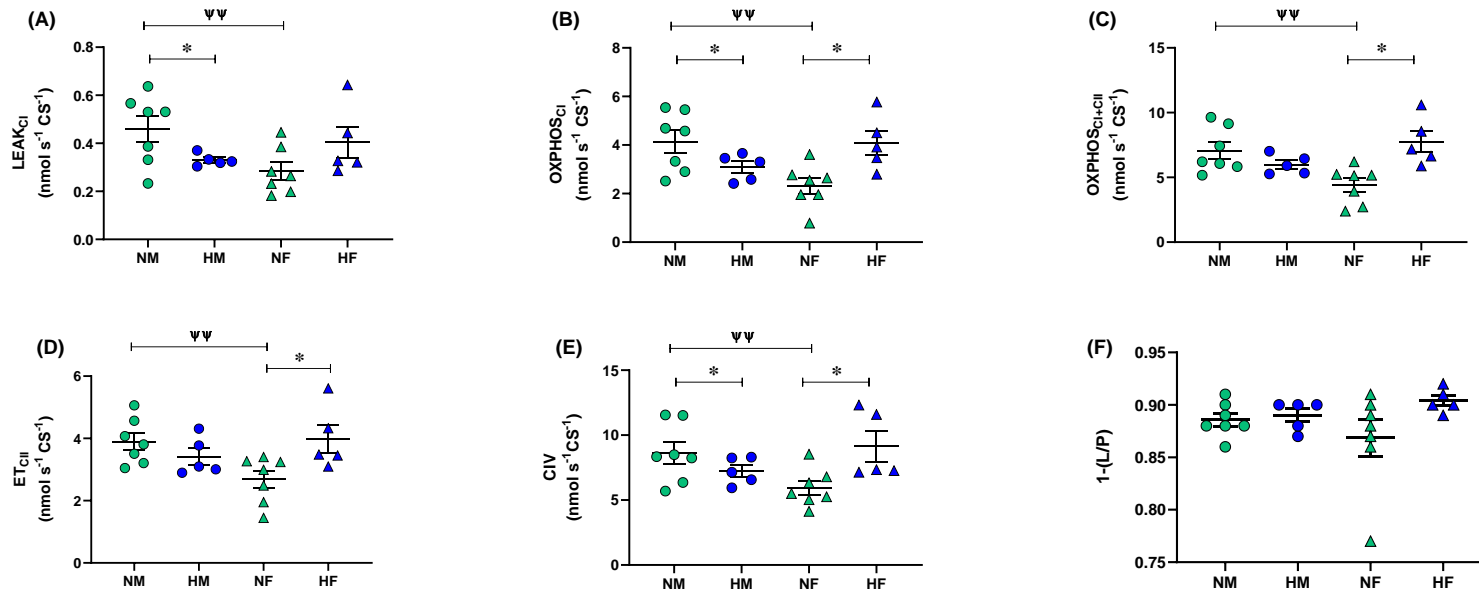 (A)
ψψ
*
LEAK_CI
(nmol s⁻¹ CS⁻¹)
0.8
0.6
0.4
0.2
0.0
NM HM NF HF
(B)
ψψ
* *
OXPHOS_CI
(nmol s⁻¹ CS⁻¹)
8
6
4
2
0
NM HM NF HF
(C)
ψψ
*
OXPHOS_CI+CII
(nmol s⁻¹ CS⁻¹)
15
10
5
0
NM HM NF HF
(D)
ψψ
*
ET_CII
(nmol s⁻¹ CS⁻¹)
6
4
2
0
NM HM NF HF
(E)
ψψ
* *
CIV
(nmol s⁻¹ CS⁻¹)
15
10
5
0
NM HM NF HF
(F)
1-(L/P)
0.95
0.90
0.85
0.80
0.75
NM HM NF HF